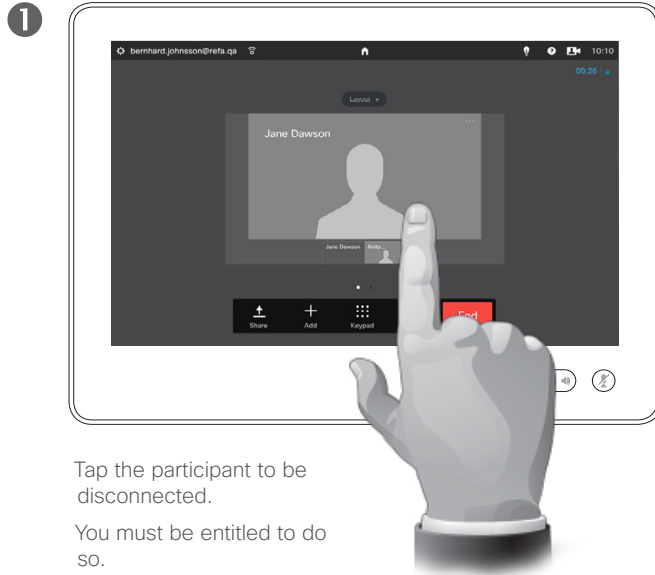 1
bernhard.johnsson@refa.qa 10:10
00:26
Layout
Jane Dawson
Jane Dawson Anita...
Share Add Keypad End
Tap the participant to be
disconnected.
You must be entitled to do
so.